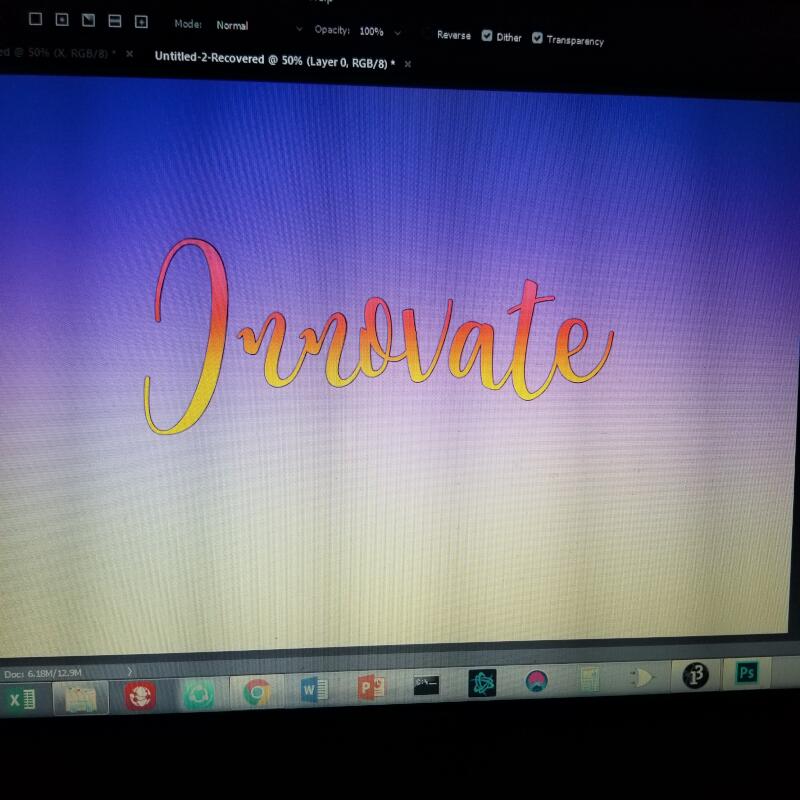 Mode: Normal Opacity: 100% Reverse Dither Transparency
@ 50% (X, RGB/8) * × Untitled-2-Recovered @ 50% (Layer 0, RGB/8) * ×
Innovate
Doc: 6.18M/12.9M
Ps